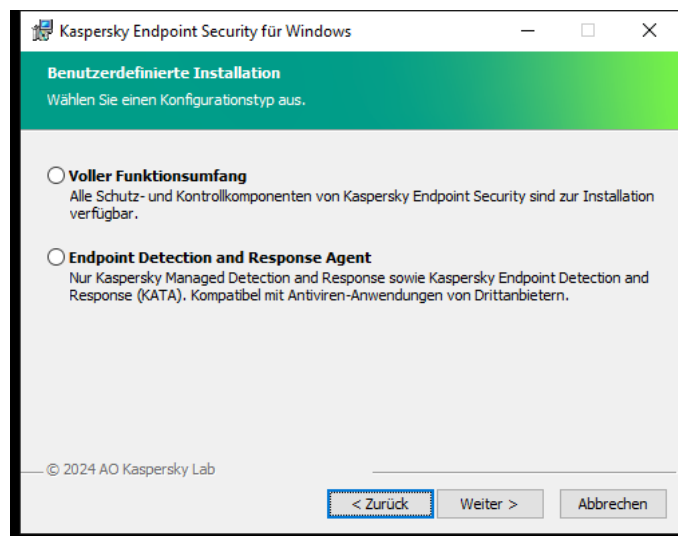 Kaspersky Endpoint Security für Windows
Benutzerdefinierte Installation
Wählen Sie einen Konfigurationstyp aus.
Voller Funktionsumfang
Alle Schutz- und Kontrollkomponenten von Kaspersky Endpoint Security sind zur Installation
verfügbar.
Endpoint Detection and Response Agent
Nur Kaspersky Managed Detection and Response sowie Kaspersky Endpoint Detection and
Response (KATA). Kompatibel mit Antiviren-Anwendungen von Drittanbietern.
© 2024 AO Kaspersky Lab
< Zurück Weiter > Abbrechen